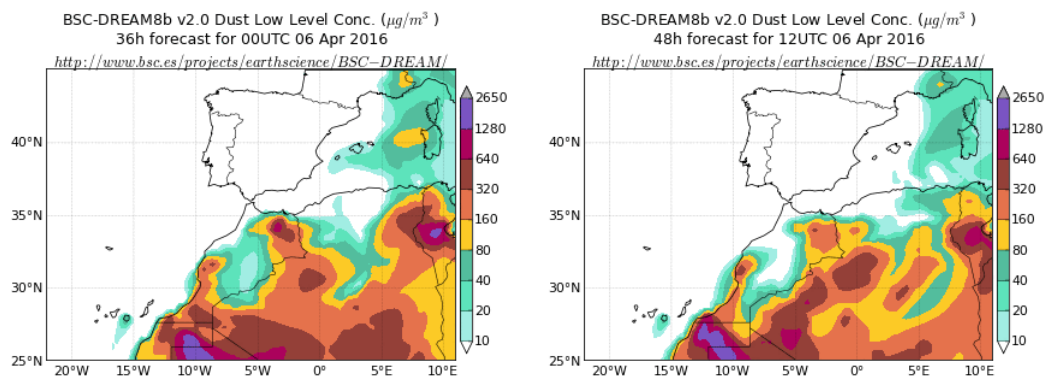 BSC-DREAM8b v2.0 Dust Low Level Conc. (μg/m³ )
36h forecast for 00UTC 06 Apr 2016
http://www.bsc.es/projects/earthscience/BSC−DREAM/
40°N
35°N
30°N
25°N
20°W
15°W
10°W
5°W
0°
5°E
10°E
2650
1280
640
320
160
80
40
20
10
BSC-DREAM8b v2.0 Dust Low Level Conc. (μg/m³ )
48h forecast for 12UTC 06 Apr 2016
http://www.bsc.es/projects/earthscience/BSC−DREAM/
40°N
35°N
30°N
25°N
20°W
15°W
10°W
5°W
0°
5°E
10°E
2650
1280
640
320
160
80
40
20
10